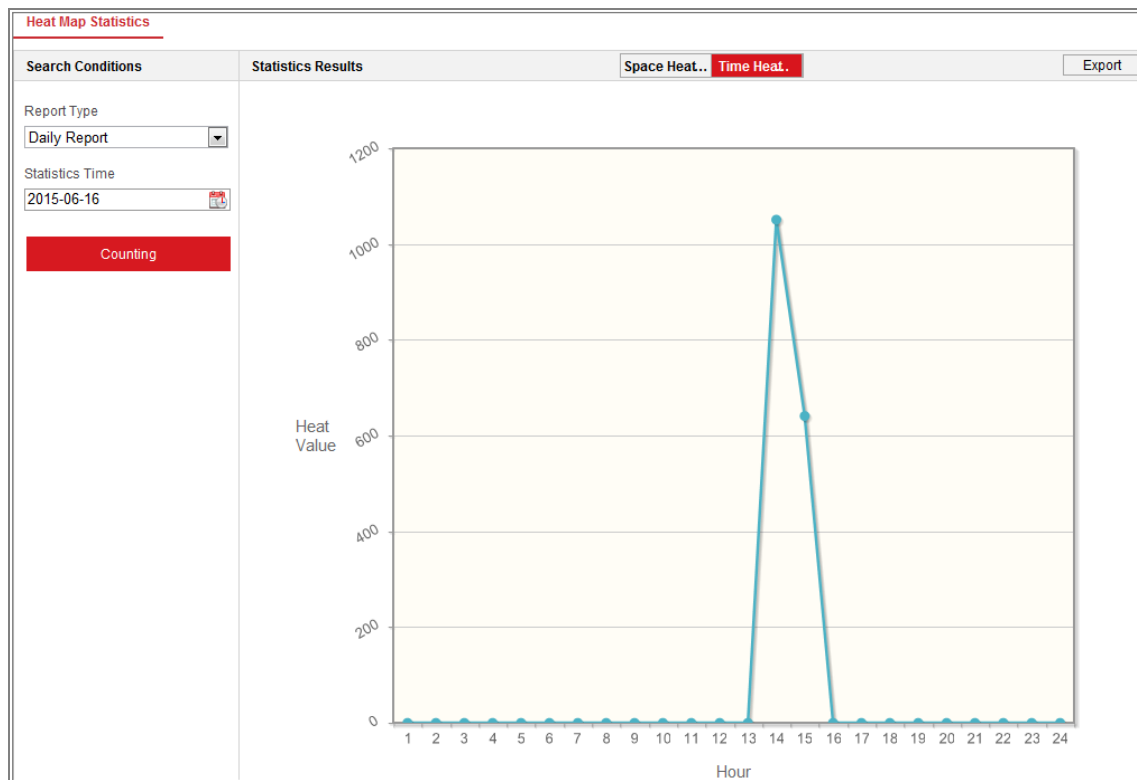 Heat Map Statistics
Search Conditions
Statistics Results
Space Heat...
Time Heat..
Export
Report Type
Daily Report
Statistics Time
2015-06-16
Counting
1200
1000
800
600
400
200
0
Heat
Value
1 2 3 4 5 6 7 8 9 10 11 12 13 14 15 16 17 18 19 20 21 22 23 24
Hour